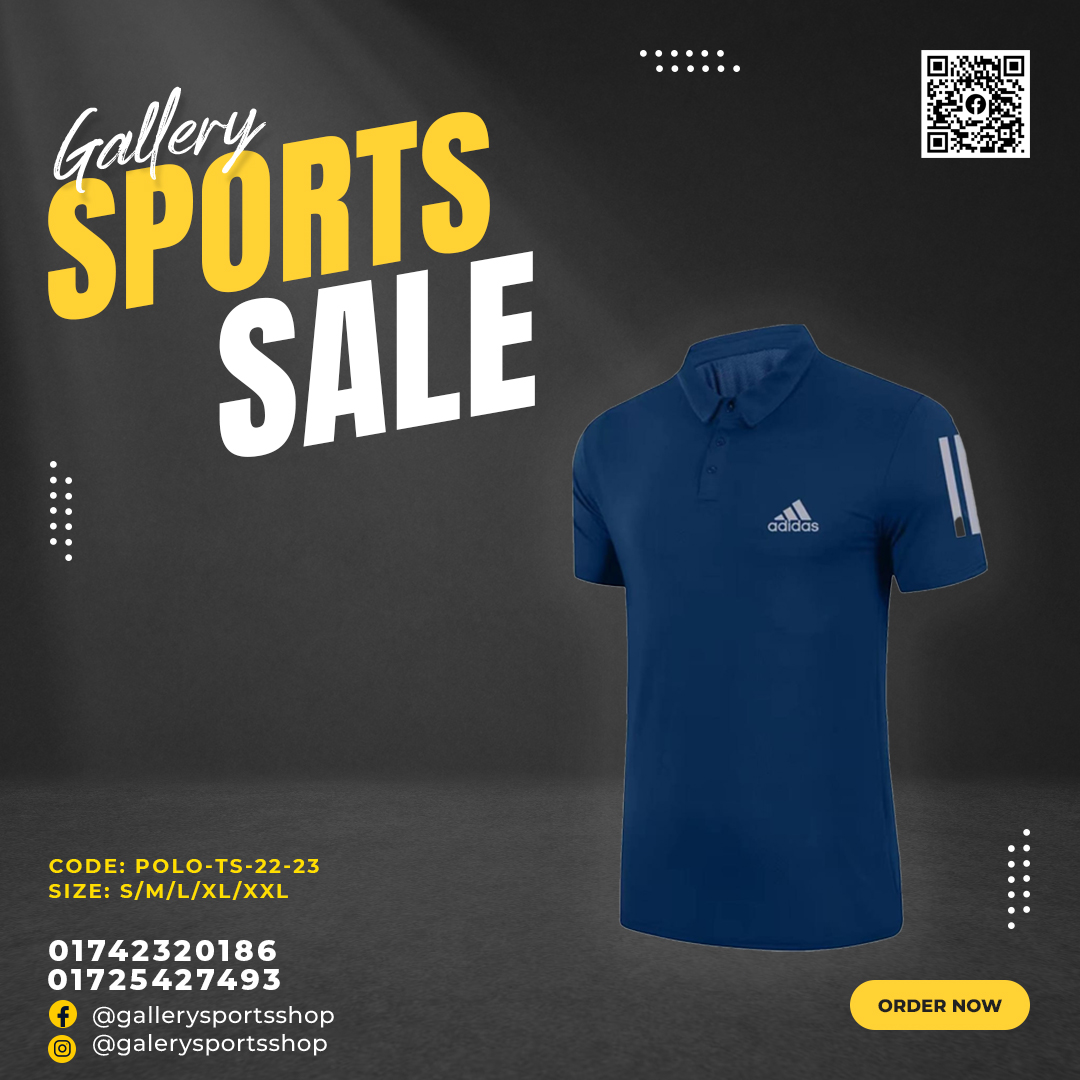 Gallery
SPORTS
SALE
adidas
CODE: POLO-TS-22-23
SIZE: S/M/L/XL/XXL
01742320186
01725427493
@gallerysportsshop
@galerysportsshop
ORDER NOW